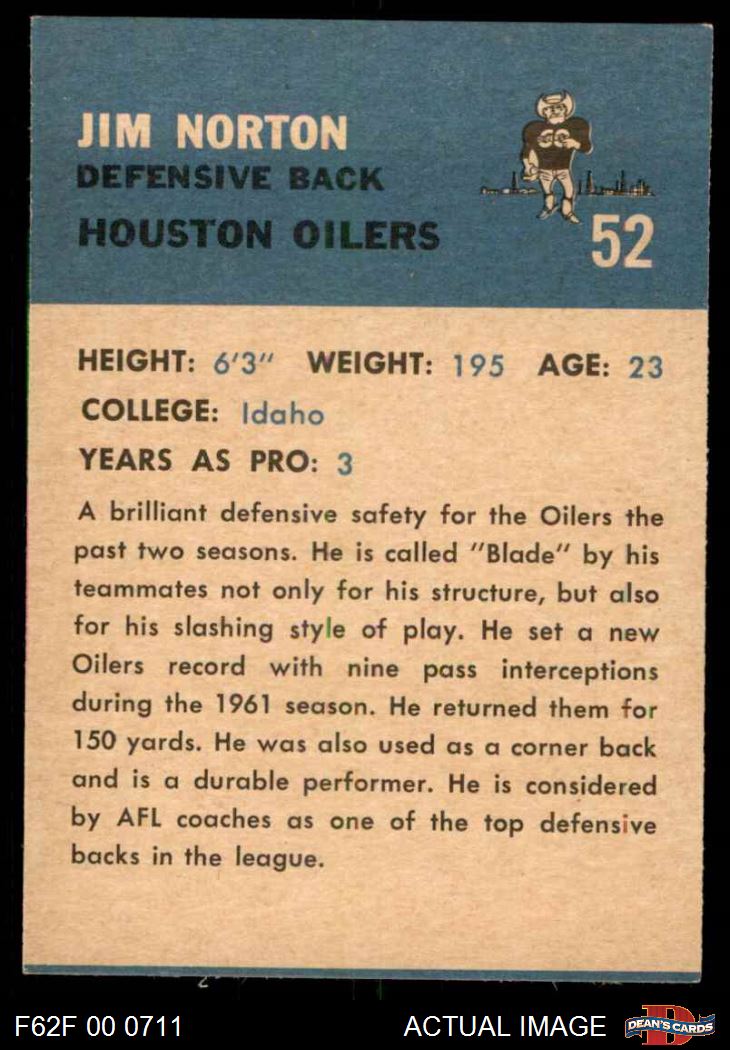 JIM NORTON
DEFENSIVE BACK
HOUSTON OILERS
52
HEIGHT: 6'3" WEIGHT: 195 AGE: 23
COLLEGE: Idaho
YEARS AS PRO: 3
A brilliant defensive safety for the Oilers the
past two seasons. He is called "Blade" by his
teammates not only for his structure, but also
for his slashing style of play. He set a new
Oilers record with nine pass interceptions
during the 1961 season. He returned them for
150 yards. He was also used as a corner back
and is a durable performer. He is considered
by AFL coaches as one of the top defensive
backs in the league.
F62F 00 0711
ACTUAL IMAGE
D
DEAN'S CARDS